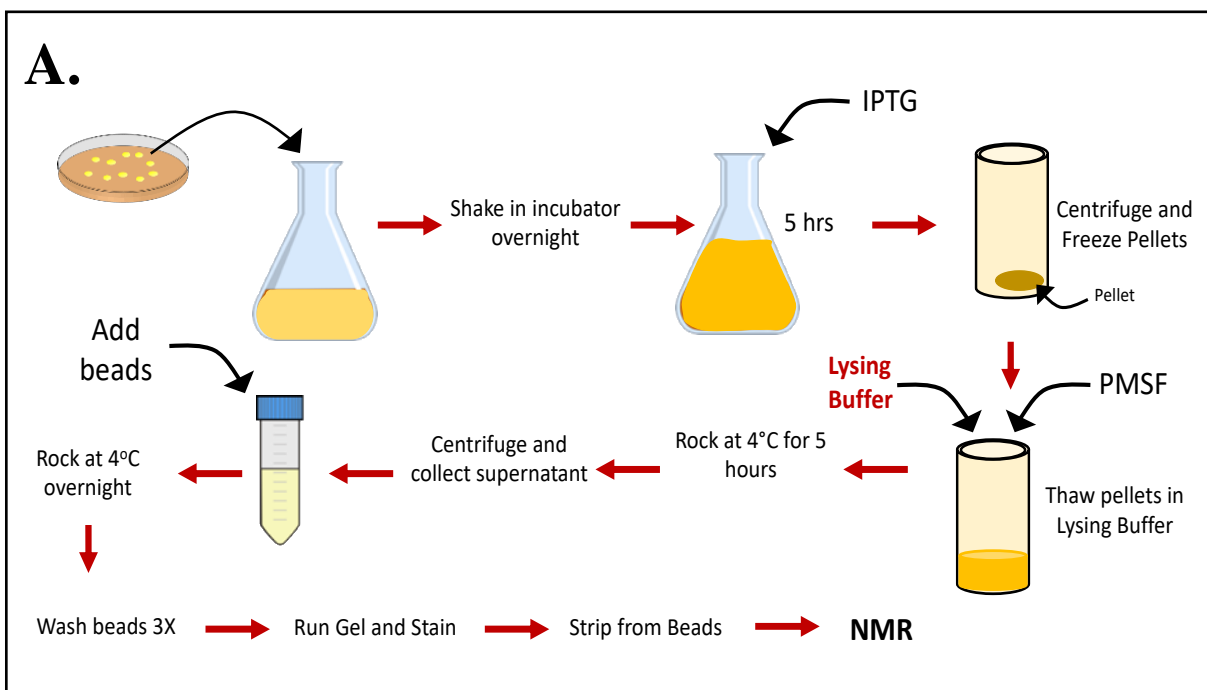 A.
IPTG
Shake in incubator
overnight
5 hrs
Centrifuge and
Freeze Pellets
Pellet
Add
beads
Lysing
Buffer
PMSF
Thaw pellets in
Lysing Buffer
Rock at 4°C for 5
hours
Centrifuge and
collect supernatant
Rock at 4ºC
overnight
Wash beads 3X
Run Gel and Stain
Strip from Beads
NMR